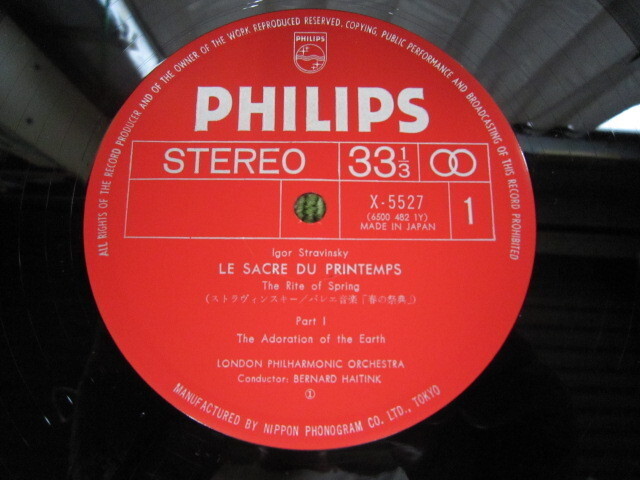 ALL RIGHTS OF THE RECORD PRODUCER AND OF THE OWNER OF THE WORK REPRODUCED RESERVED. COPYING, PUBLIC PERFORMANCE AND BROADCASTING OF THIS RECORD PROHIBITED
PHILIPS
PHILIPS
STEREO
33 1/3
X-5527
(6500 482 1Y)
MADE IN JAPAN
1
Igor Stravinsky
LE SACRE DU PRINTEMPS
The Rite of Spring
(ストラヴィンスキー/バレエ音楽「春の祭典」)
Part I
The Adoration of the Earth
LONDON PHILHARMONIC ORCHESTRA
Conductor: BERNARD HAITINK
①
MANUFACTURED BY NIPPON PHONOGRAM CO. LTD., TOKYO